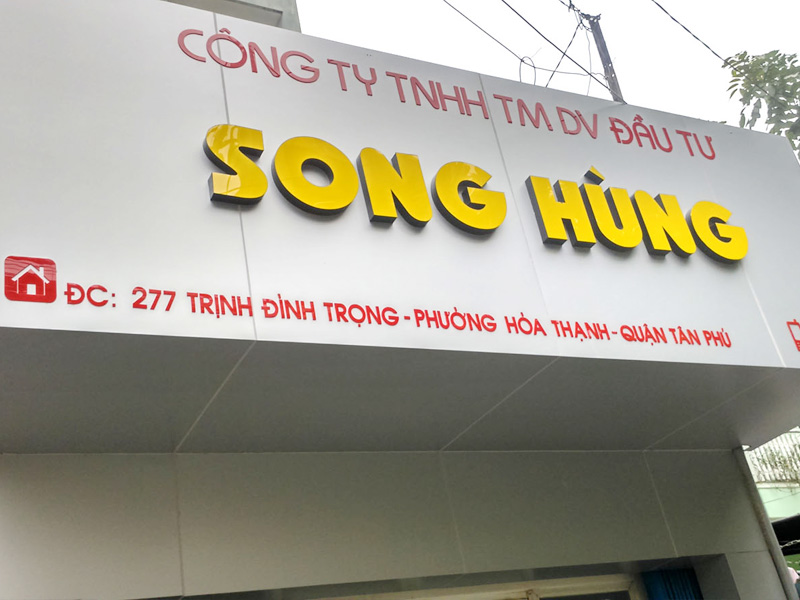 CÔNG TY TNHH TM DV ĐẦU TƯ
SONG HÙNG
ĐC: 277 TRỊNH ĐÌNH TRỌNG - PHƯỜNG HÒA THẠNH - QUẬN TÂN PHÚ